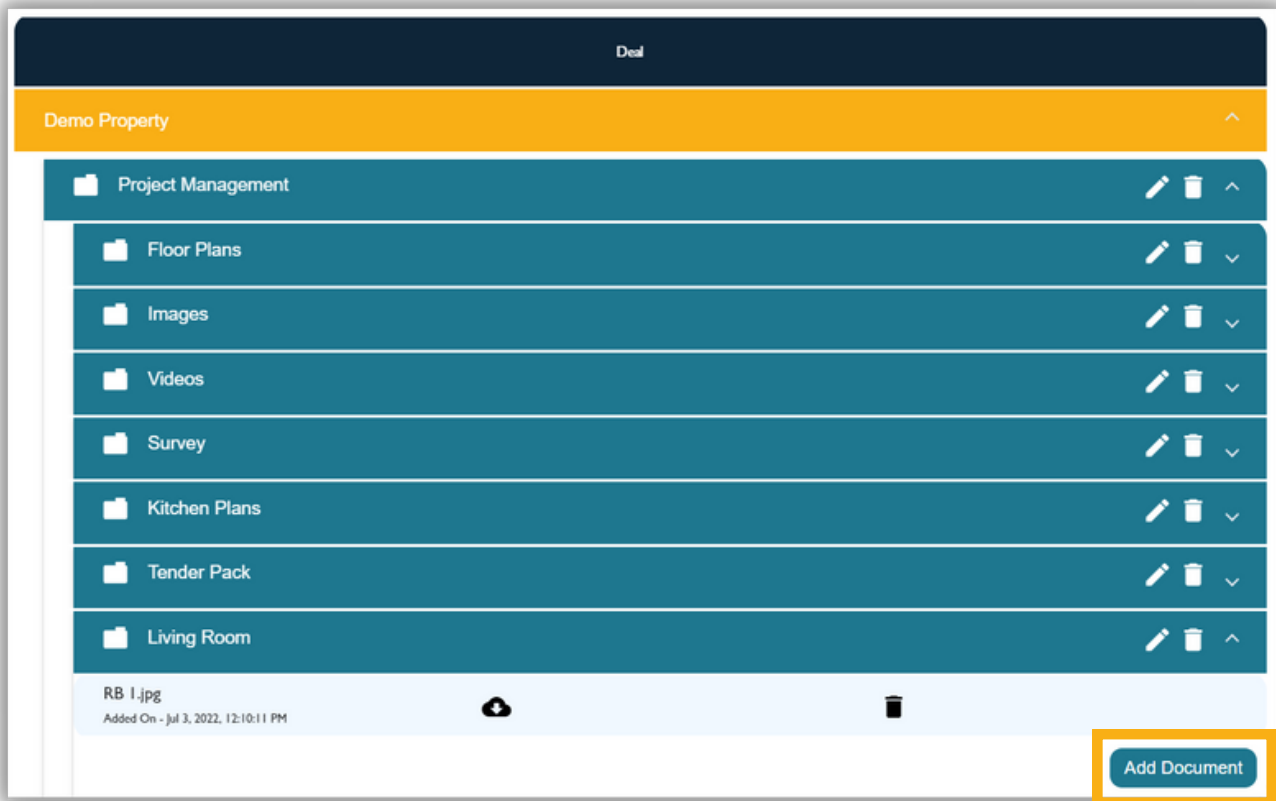 Deal
Demo Property
Project Management
Floor Plans
Images
Videos
Survey
Kitchen Plans
Tender Pack
Living Room
RB 1.jpg
Added On - Jul 3, 2022, 12:10:11 PM
Add Document